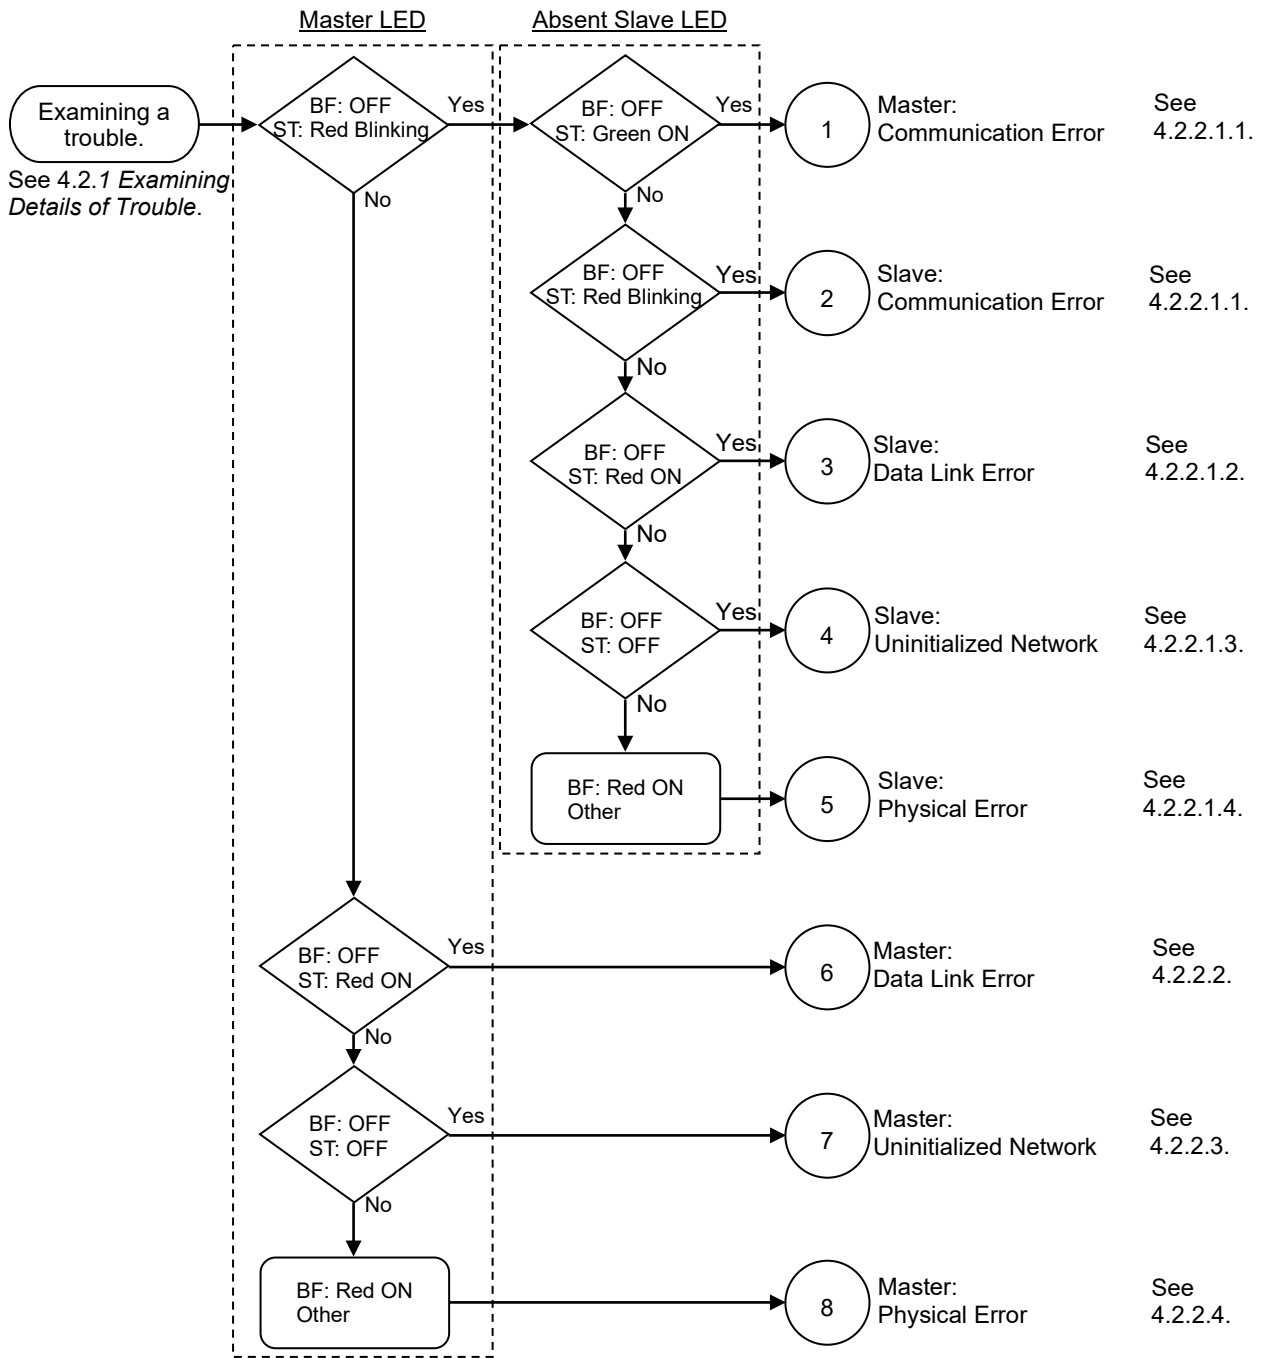 Master LED
Absent Slave LED
Examining a
trouble.
See 4.2.1 Examining
Details of Trouble.
BF: OFF
ST: Red Blinking
Yes
No
BF: OFF
ST: Green ON
Yes
No
1
Master:
Communication Error
See
4.2.2.1.1.
BF: OFF
ST: Red Blinking
Yes
No
2
Slave:
Communication Error
See
4.2.2.1.1.
BF: OFF
ST: Red ON
Yes
No
3
Slave:
Data Link Error
See
4.2.2.1.2.
BF: OFF
ST: OFF
Yes
No
4
Slave:
Uninitialized Network
See
4.2.2.1.3.
BF: Red ON
Other
5
Slave:
Physical Error
See
4.2.2.1.4.
BF: OFF
ST: Red ON
Yes
No
6
Master:
Data Link Error
See
4.2.2.2.
BF: OFF
ST: OFF
Yes
No
7
Master:
Uninitialized Network
See
4.2.2.3.
BF: Red ON
Other
8
Master:
Physical Error
See
4.2.2.4.